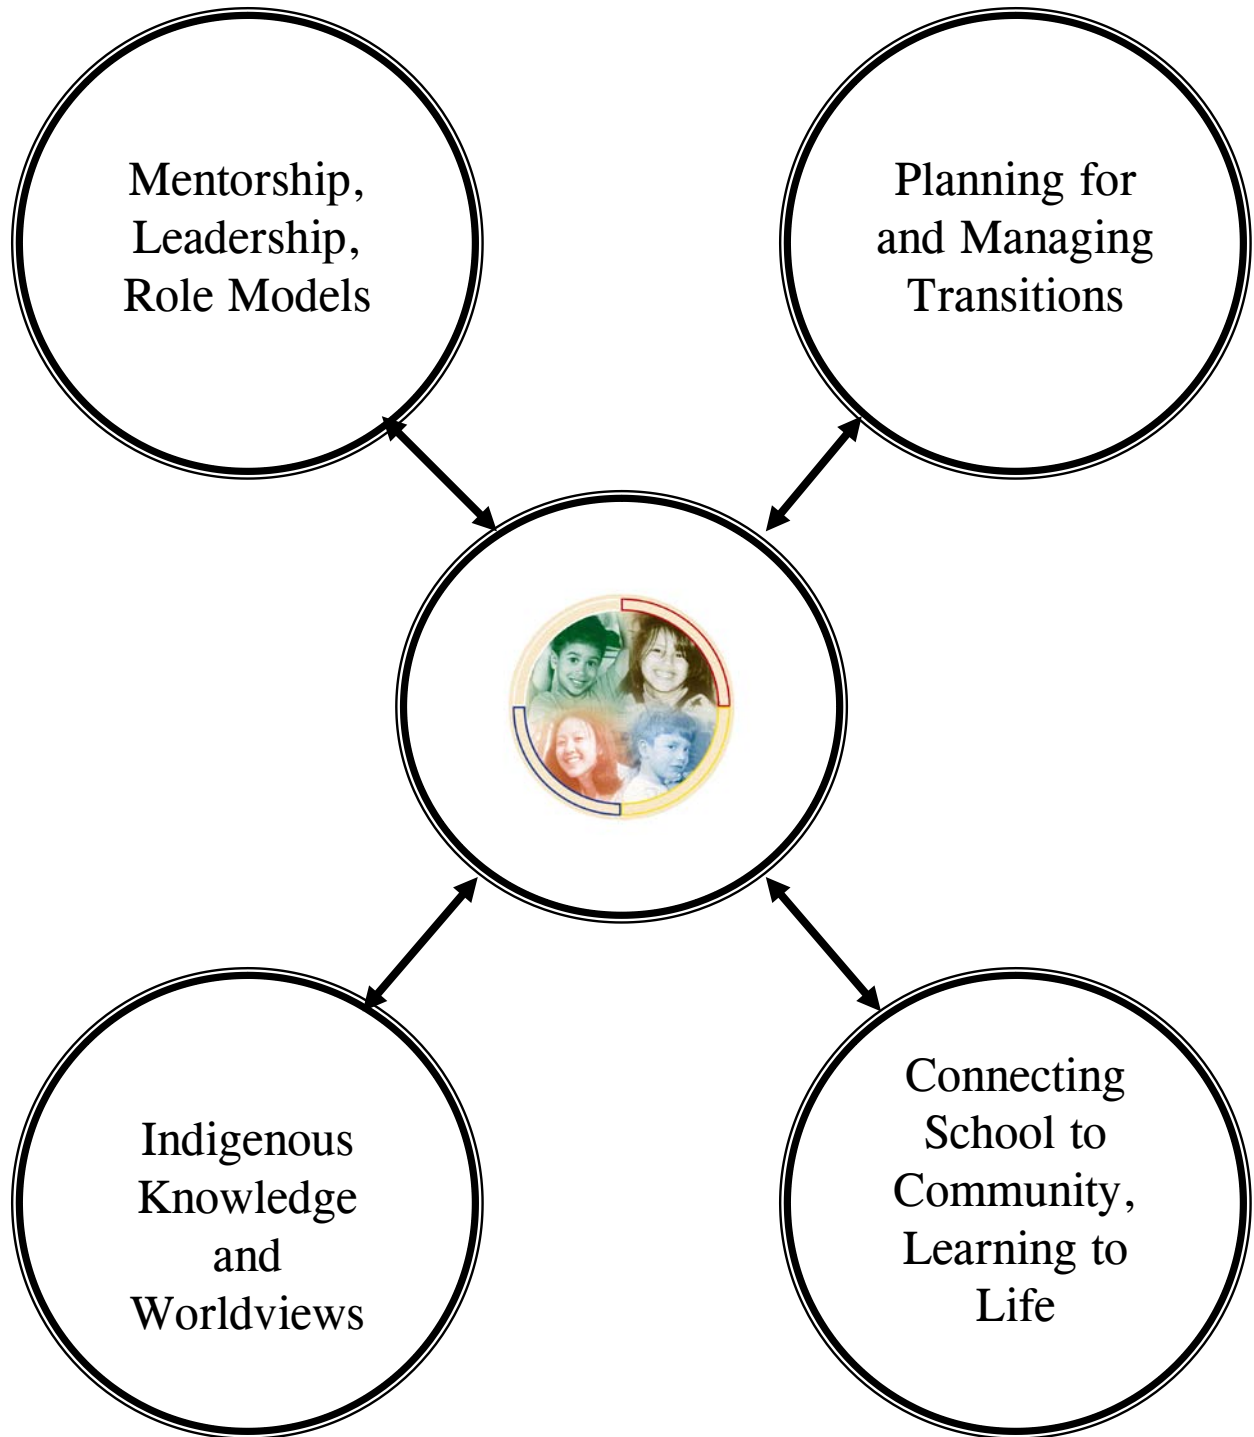 Mentorship,
Leadership,
Role Models
Planning for
and Managing
Transitions
Indigenous
Knowledge
and
Worldviews
Connecting
School to
Community,
Learning to
Life